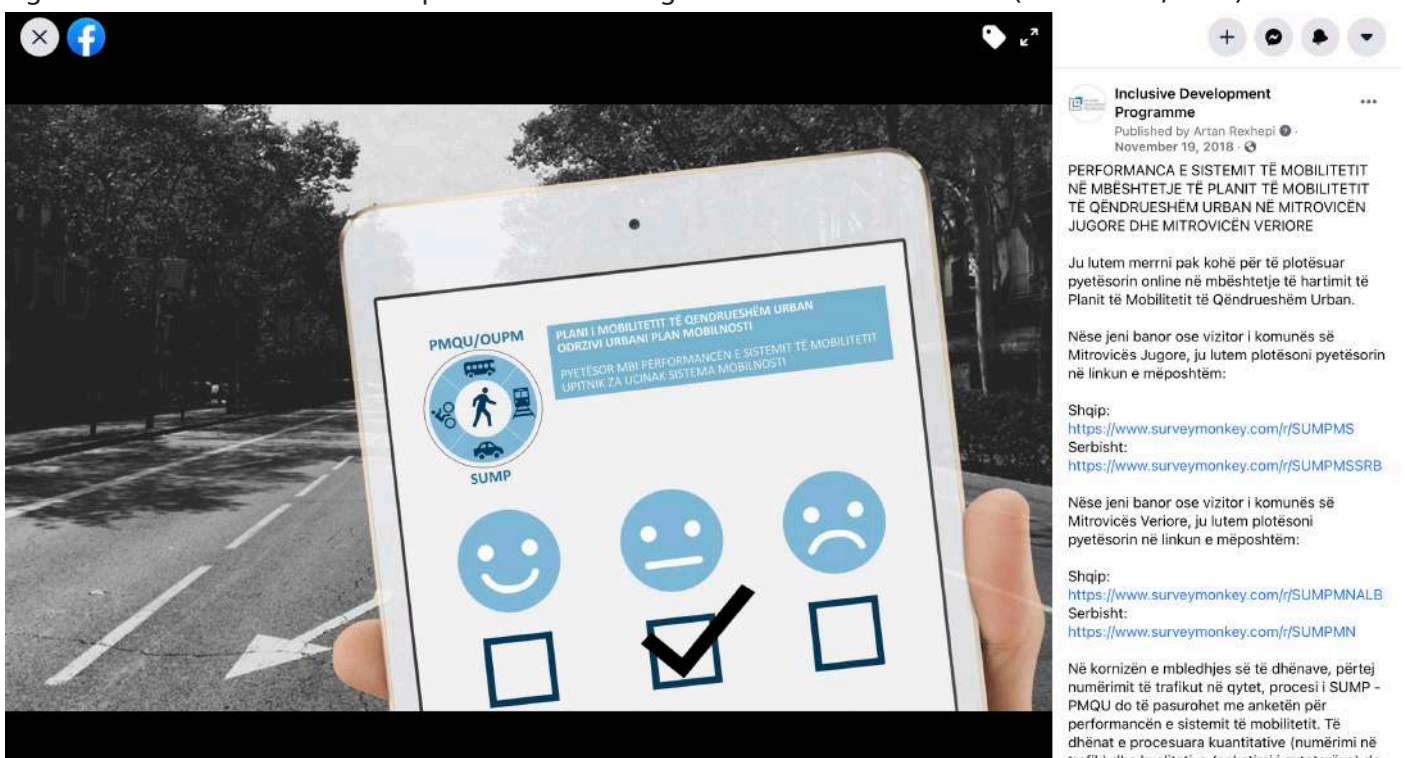 Inclusive Development
Programme
Published by Artan Rexhepi
November 19, 2018
PERFORMANCA E SISTEMIT TË MOBILITETIT
NË MBËSHTETJE TË PLANIT TË MOBILITETIT
TË QËNDRUESHËM URBAN NË MITROVICËN
JUGORE DHE MITROVICËN VERIORE
Ju lutem merrni pak kohë për të plotësuar
pyetësorin online në mbështetje të hartimit të
Planit të Mobilitetit të Qëndrueshëm Urban.
Nëse jeni banor ose vizitor i komunës së
Mitrovicës Jugore, ju lutem plotësoni pyetësorin
në linkun e mëposhtëm:
Shqip:
https://www.surveymonkey.com/r/SUMPMS
Serbisht:
https://www.surveymonkey.com/r/SUMPMSSRB
Nëse jeni banor ose vizitor i komunës së
Mitrovicës Veriore, ju lutem plotësoni
pyetësorin në linkun e mëposhtëm:
Shqip:
https://www.surveymonkey.com/r/SUMPMNALB
Serbisht:
https://www.surveymonkey.com/r/SUMPMN
Në kornizën e mbledhjes së të dhënave, përtej
numërimit të trafikut në qytet, procesi i SUMP -
PMQU do të pasurohet me anketën për
performancën e sistemit të mobilitetit. Të
dhënat e procesuara kuantitative (numërimi në
PMQU/OUPM
SUMP
PLANI I MOBILITETIT TË QENDRUESHËM URBAN
ODRZIVI URBANI PLAN MOBILNOSTI
PYETËSOR MBI PERFORMANCËN E SISTEMIT TË MOBILITETIT
UPITNIK ZA UCINAK SISTEMA MOBILNOSTI